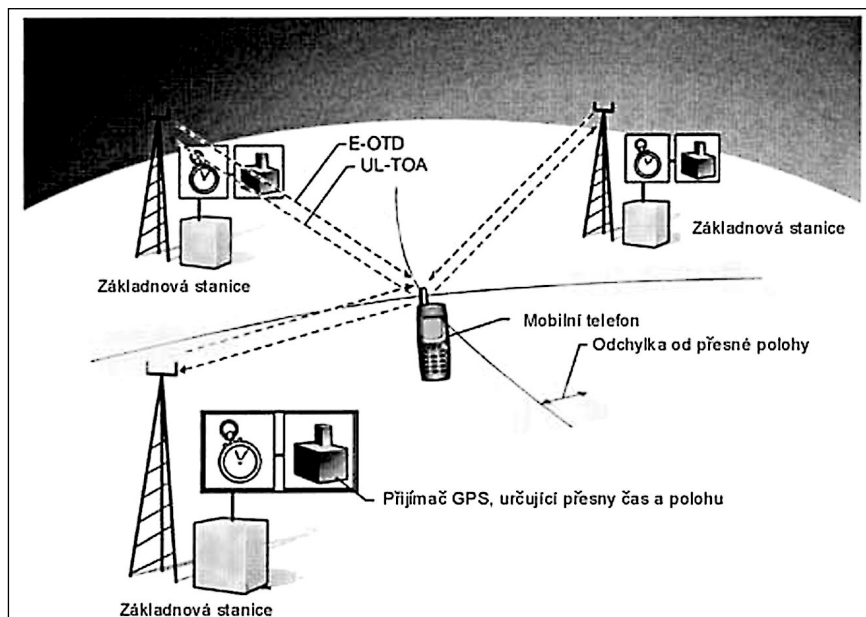 E-OTD
UL-TOA
Základnová stanice
Základnová stanice
Mobilní telefon
Odchylka od přesné polohy
Přijímač GPS, určující přesny čas a polohu
Základnová stanice